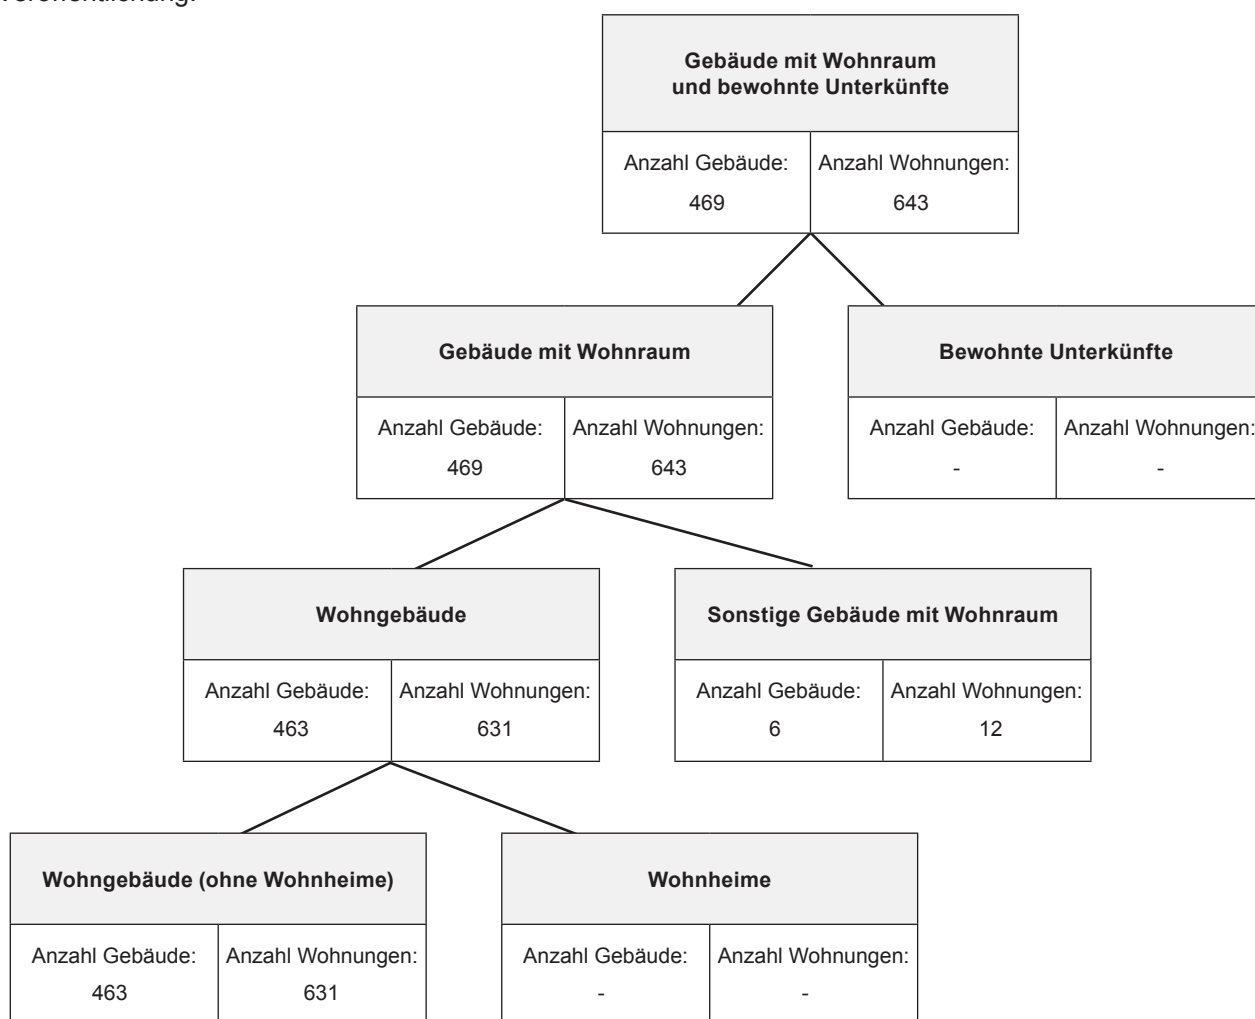 Gebäude mit Wohnraum
und bewohnte Unterkünfte
Anzahl Gebäude: Anzahl Wohnungen:
469 643
Gebäude mit Wohnraum Bewohnte Unterkünfte
Anzahl Gebäude: Anzahl Wohnungen: Anzahl Gebäude: Anzahl Wohnungen:
469 643 - -
Wohngebäude Sonstige Gebäude mit Wohnraum
Anzahl Gebäude: Anzahl Wohnungen: Anzahl Gebäude: Anzahl Wohnungen:
463 631 6 12
Wohngebäude (ohne Wohnheime) Wohnheime
Anzahl Gebäude: Anzahl Wohnungen: Anzahl Gebäude: Anzahl Wohnungen:
463 631 - -